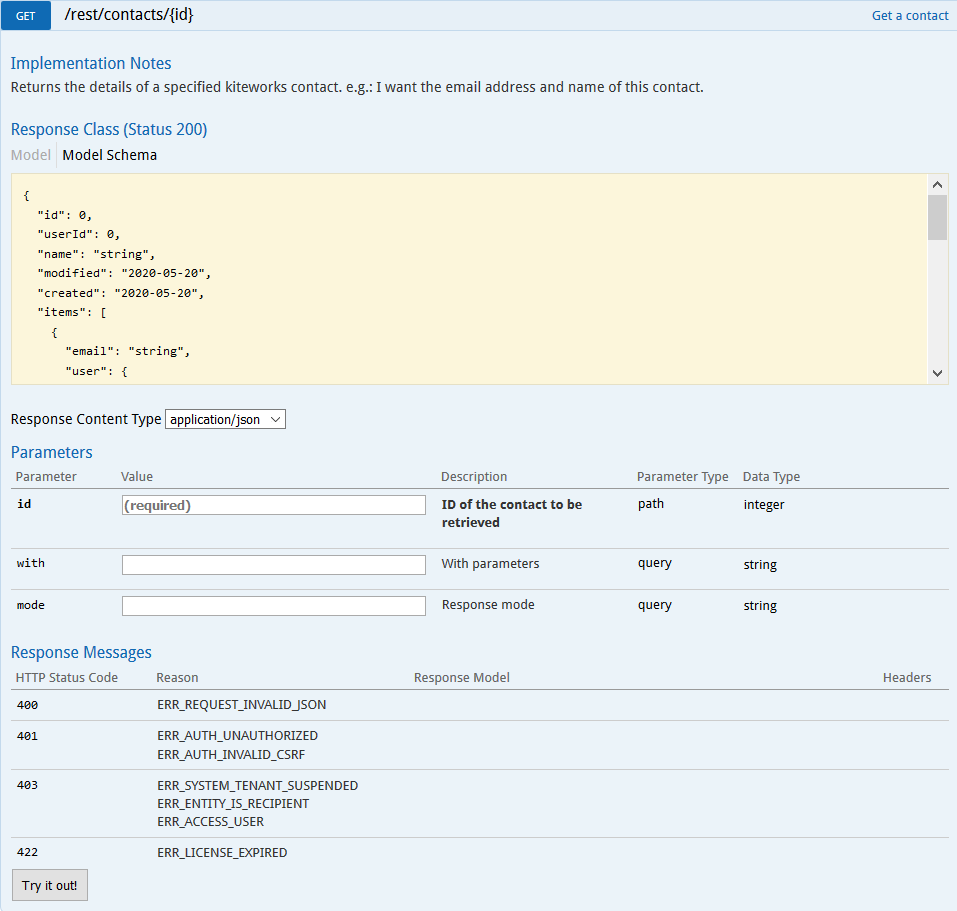 GET /rest/contacts/{id} Get a contact
Implementation Notes
Returns the details of a specified kiteworks contact. e.g.: I want the email address and name of this contact.
Response Class (Status 200)
Model Model Schema
{
"id": 0,
"userId": 0,
"name": "string",
"modified": "2020-05-20",
"created": "2020-05-20",
"items": [
{
"email": "string",
"user": {
Response Content Type application/json
Parameters
Parameter Value Description Parameter Type Data Type
id (required) ID of the contact to be path integer
retrieved
with With parameters query string
mode Response mode query string
Response Messages
HTTP Status Code Reason Response Model Headers
400 ERR_REQUEST_INVALID_JSON
401 ERR_AUTH_UNAUTHORIZED
ERR_AUTH_INVALID_CSRF
403 ERR_SYSTEM_TENANT_SUSPENDED
ERR_ENTITY_IS_RECIPIENT
ERR_ACCESS_USER
422 ERR_LICENSE_EXPIRED
Try it out!